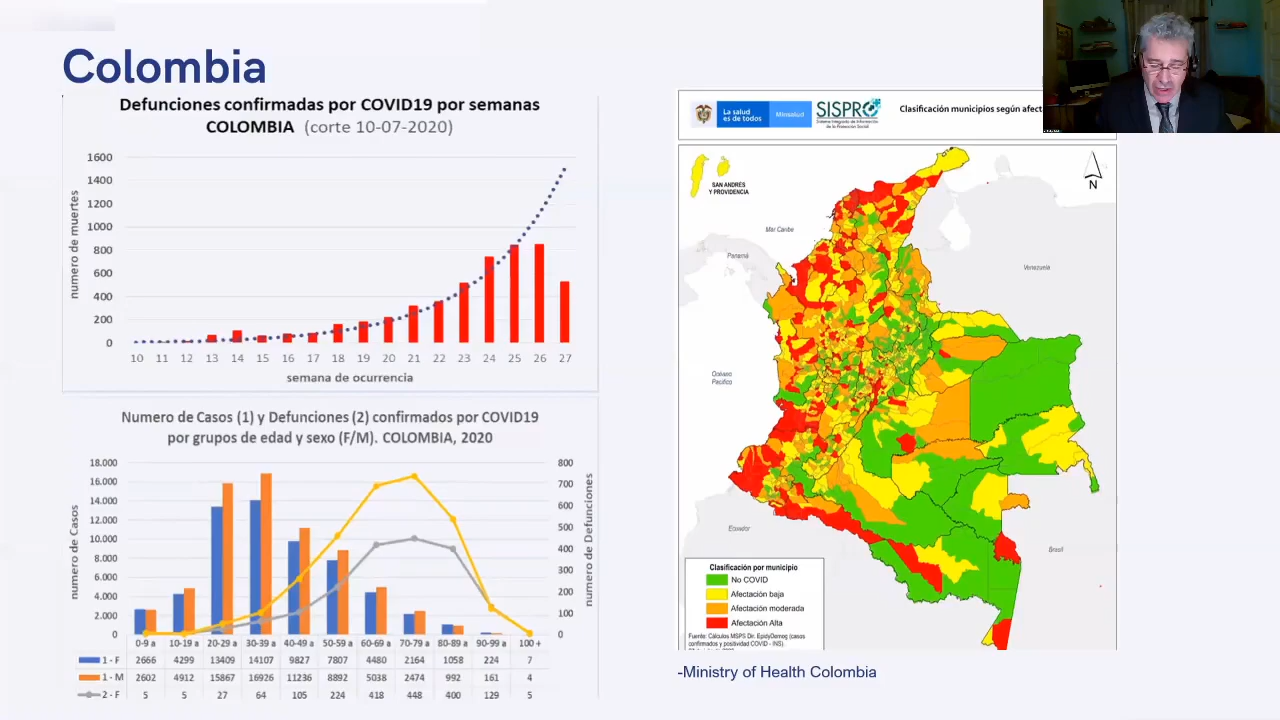 Colombia
Defunciones confirmadas por COVID19 por semanas
COLOMBIA (corte 10-07-2020)
numero de muertes
1600
1400
1200
1000
800
600
400
200
0
10 11 12 13 14 15 16 17 18 19 20 21 22 23 24 25 26 27
semana de ocurrencia
Numero de Casos (1) y Defunciones (2) confirmados por COVID19
por grupos de edad y sexo (F/M). COLOMBIA, 2020
numero de Casos
18.000
16.000
14.000
12.000
10.000
8.000
6.000
4.000
2.000
0
800
700
600
500
400
300
200
100
0
numero de Defunciones
0-9 a 10-19 a 20-29 a 30-39 a 40-49 a 50-59 a 60-69 a 70-79 a 80-89 a 90-99 a 100 +
1 - F 2666 4299 13409 14107 9827 7807 4480 2164 1058 224 7
1 - M 2602 4912 15867 16926 11236 8892 5038 2474 992 161 4
2 - F 5 5 27 64 105 224 418 448 400 129 5
La salud
es de todos
Minsalud
SISPRO
Sistema Integrado de Información
de la Protección Social
Clasificación municipios según afect
SAN ANDRÉS
Y PROVIDENCIA
N
Mar Caribe
Panamá
Venezuela
Océano
Pacífico
Ecuador
Brasil
Clasificación por municipio
No COVID
Afectación baja
Afectación moderada
Afectación Alta
Fuente: Cálculos MSPS Dir. EpidyDemog (casos
confirmados y positividad COVID - INS).
-Ministry of Health Colombia